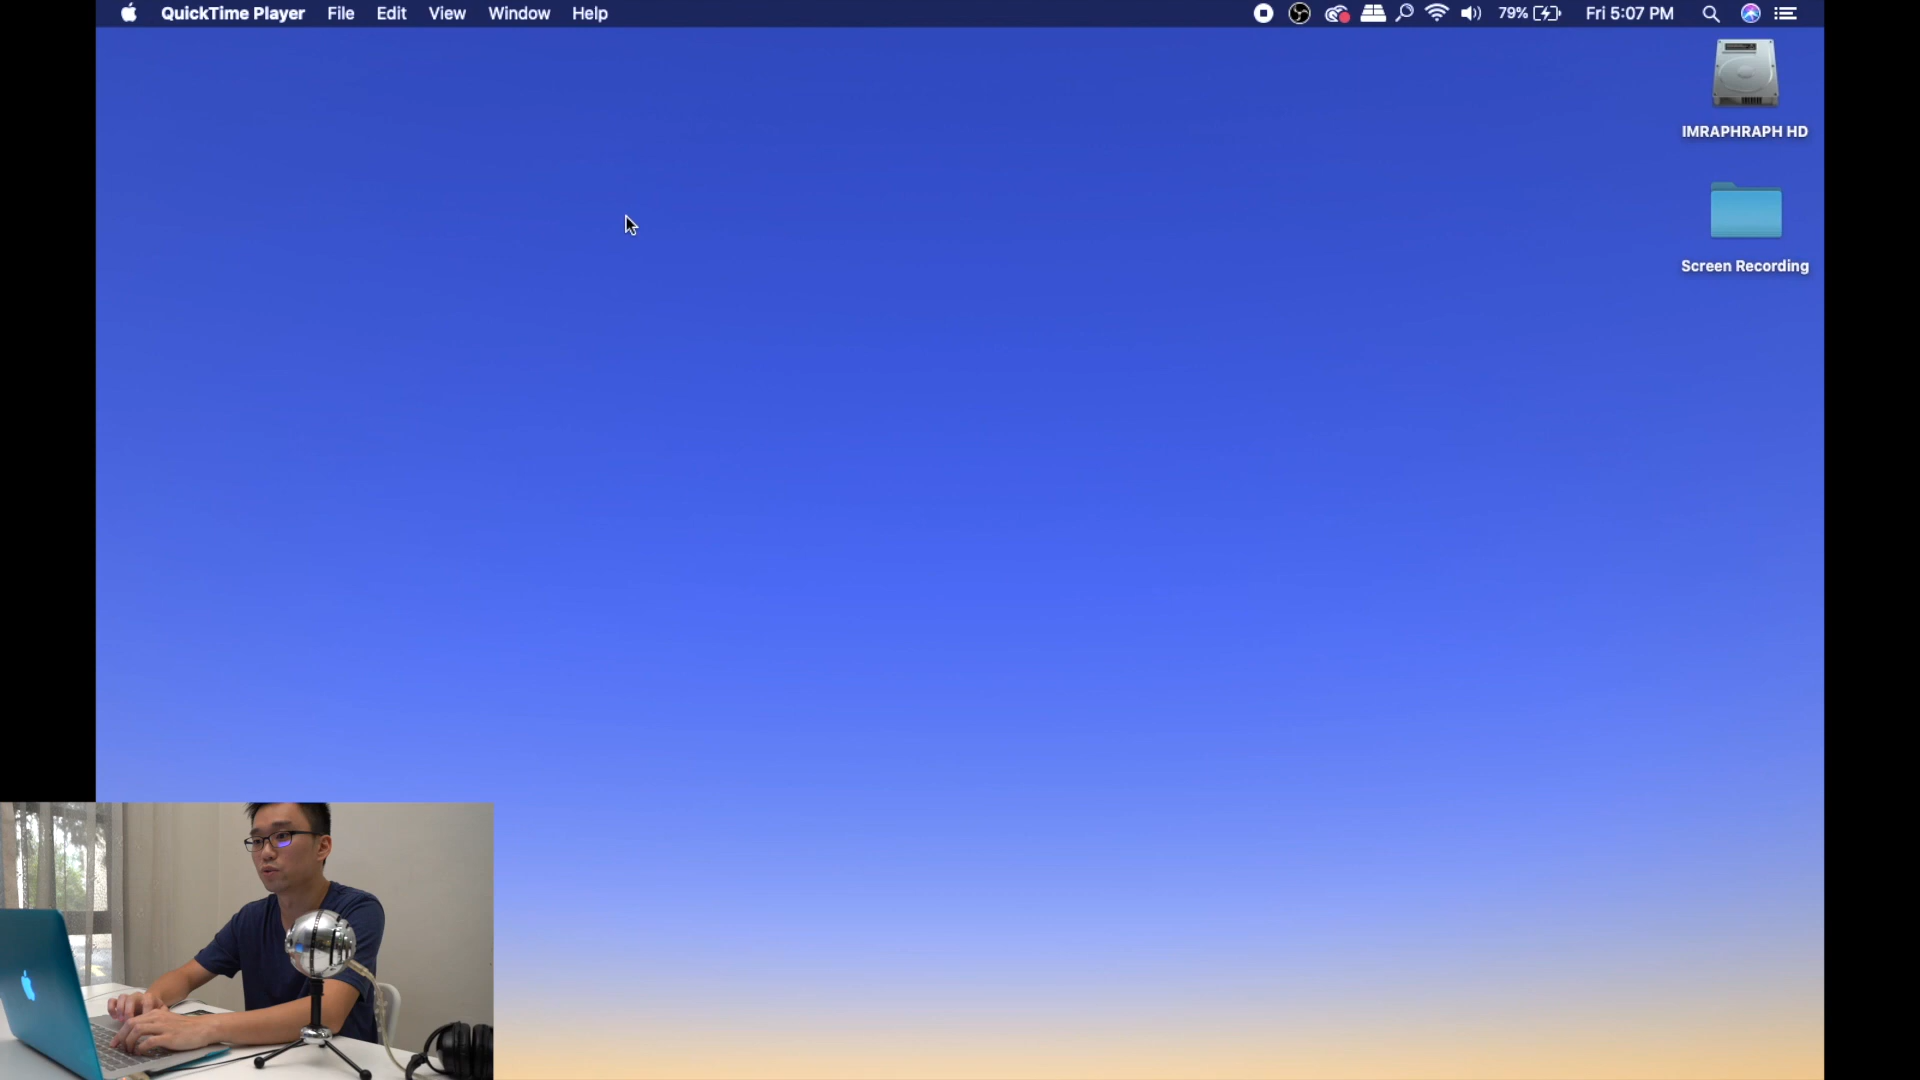 QuickTime Player File Edit View Window Help 79% Fri 5:07 PM
IMRAPHRAPH HD
Screen Recording